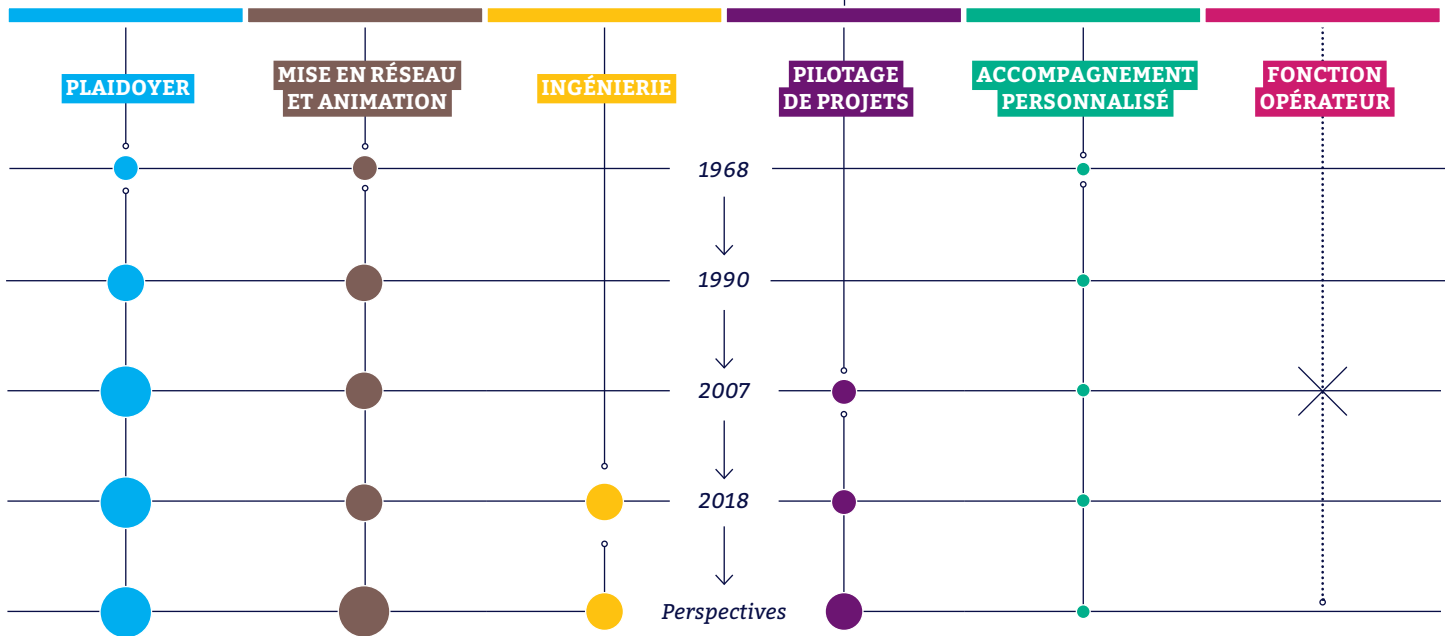 PLAIDOYER
MISE EN RÉSEAU
ET ANIMATION
INGÉNIERIE
PILOTAGE
DE PROJETS
ACCOMPAGNEMENT
PERSONNALISÉ
FONCTION
OPÉRATEUR
1968
1990
2007
2018
Perspectives